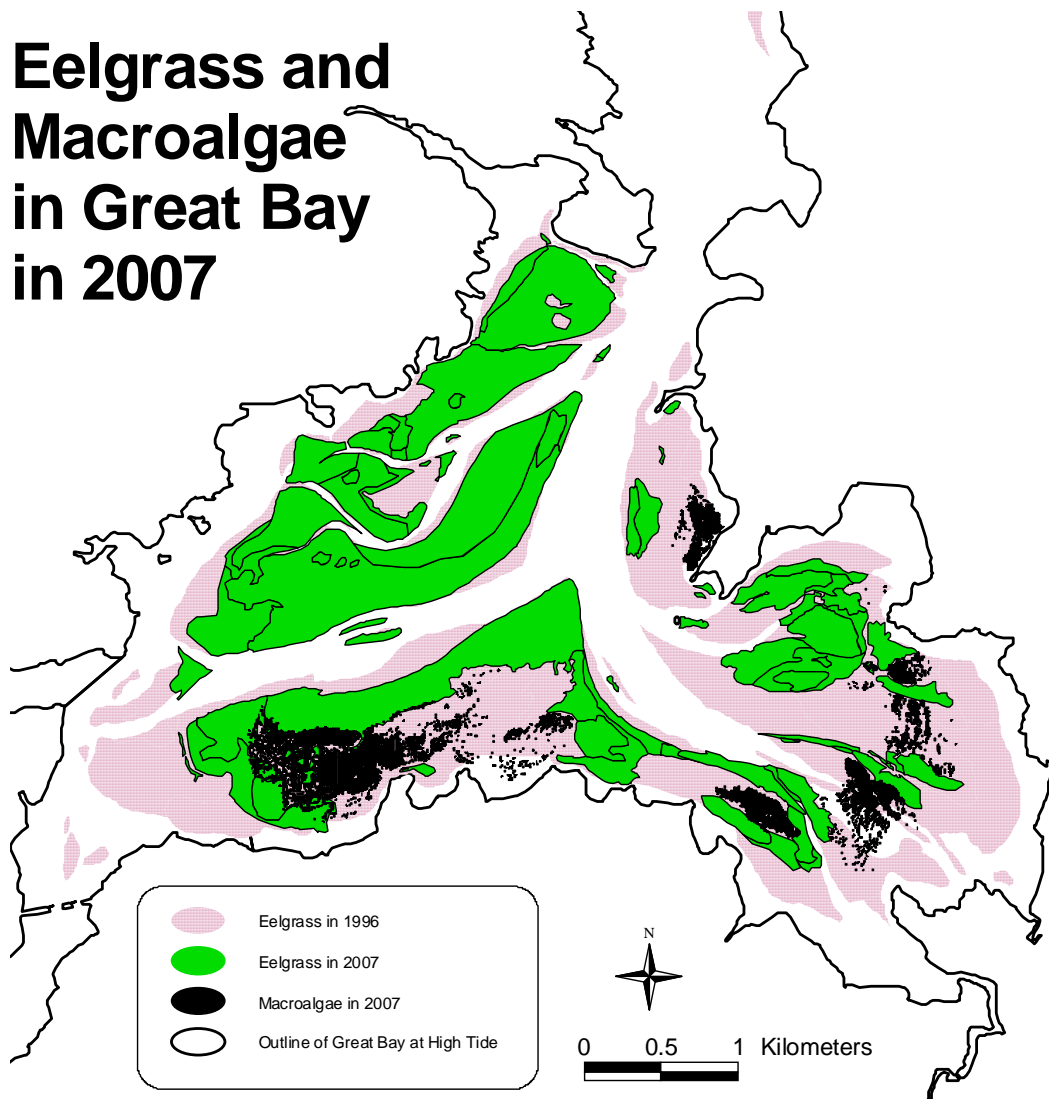 Eelgrass and
Macroalgae
in Great Bay
in 2007
Eelgrass in 1996
Eelgrass in 2007
Macroalgae in 2007
Outline of Great Bay at High Tide
N
0 0.5 1 Kilometers